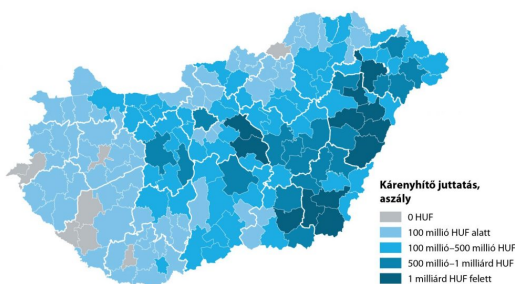 Kárenyhítő juttatás,
aszály
0 HUF
100 millió HUF alatt
100 millió–500 millió HUF
500 millió–1 milliárd HUF
1 milliárd HUF felett